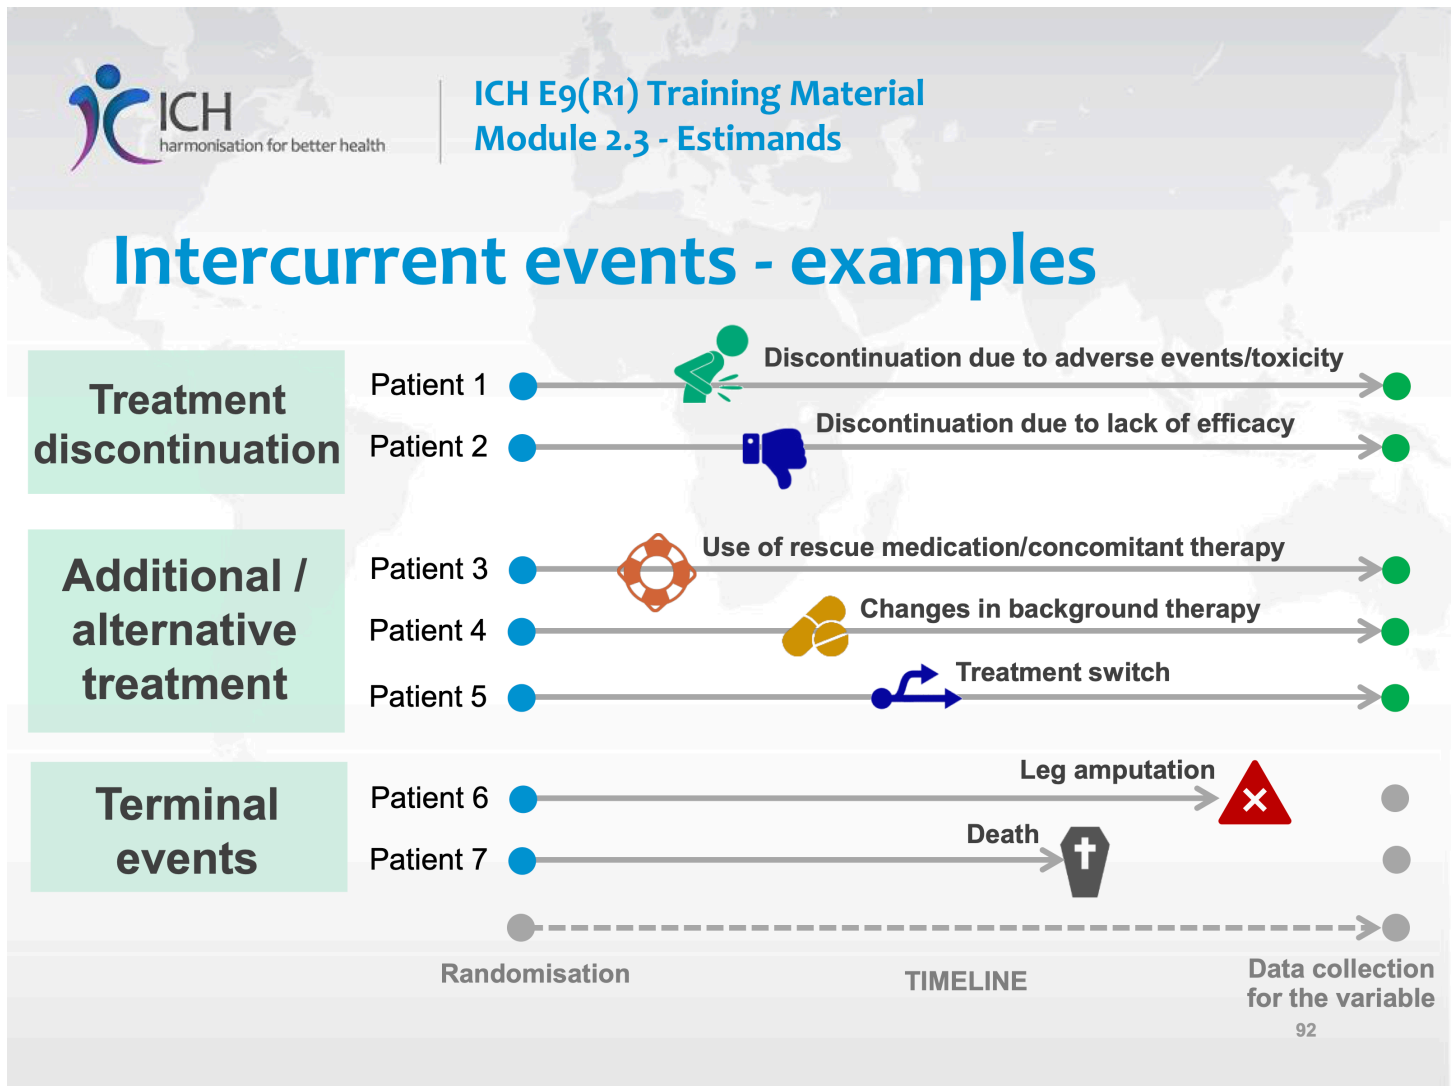 ICH
harmonisation for better health
ICH E9(R1) Training Material
Module 2.3 - Estimands
Intercurrent events - examples
Treatment
discontinuation
Patient 1
Discontinuation due to adverse events/toxicity
Patient 2
Discontinuation due to lack of efficacy
Additional /
alternative
treatment
Patient 3
Use of rescue medication/concomitant therapy
Patient 4
Changes in background therapy
Patient 5
Treatment switch
Terminal
events
Patient 6
Leg amputation
Patient 7
Death
Randomisation
TIMELINE
Data collection
for the variable
92